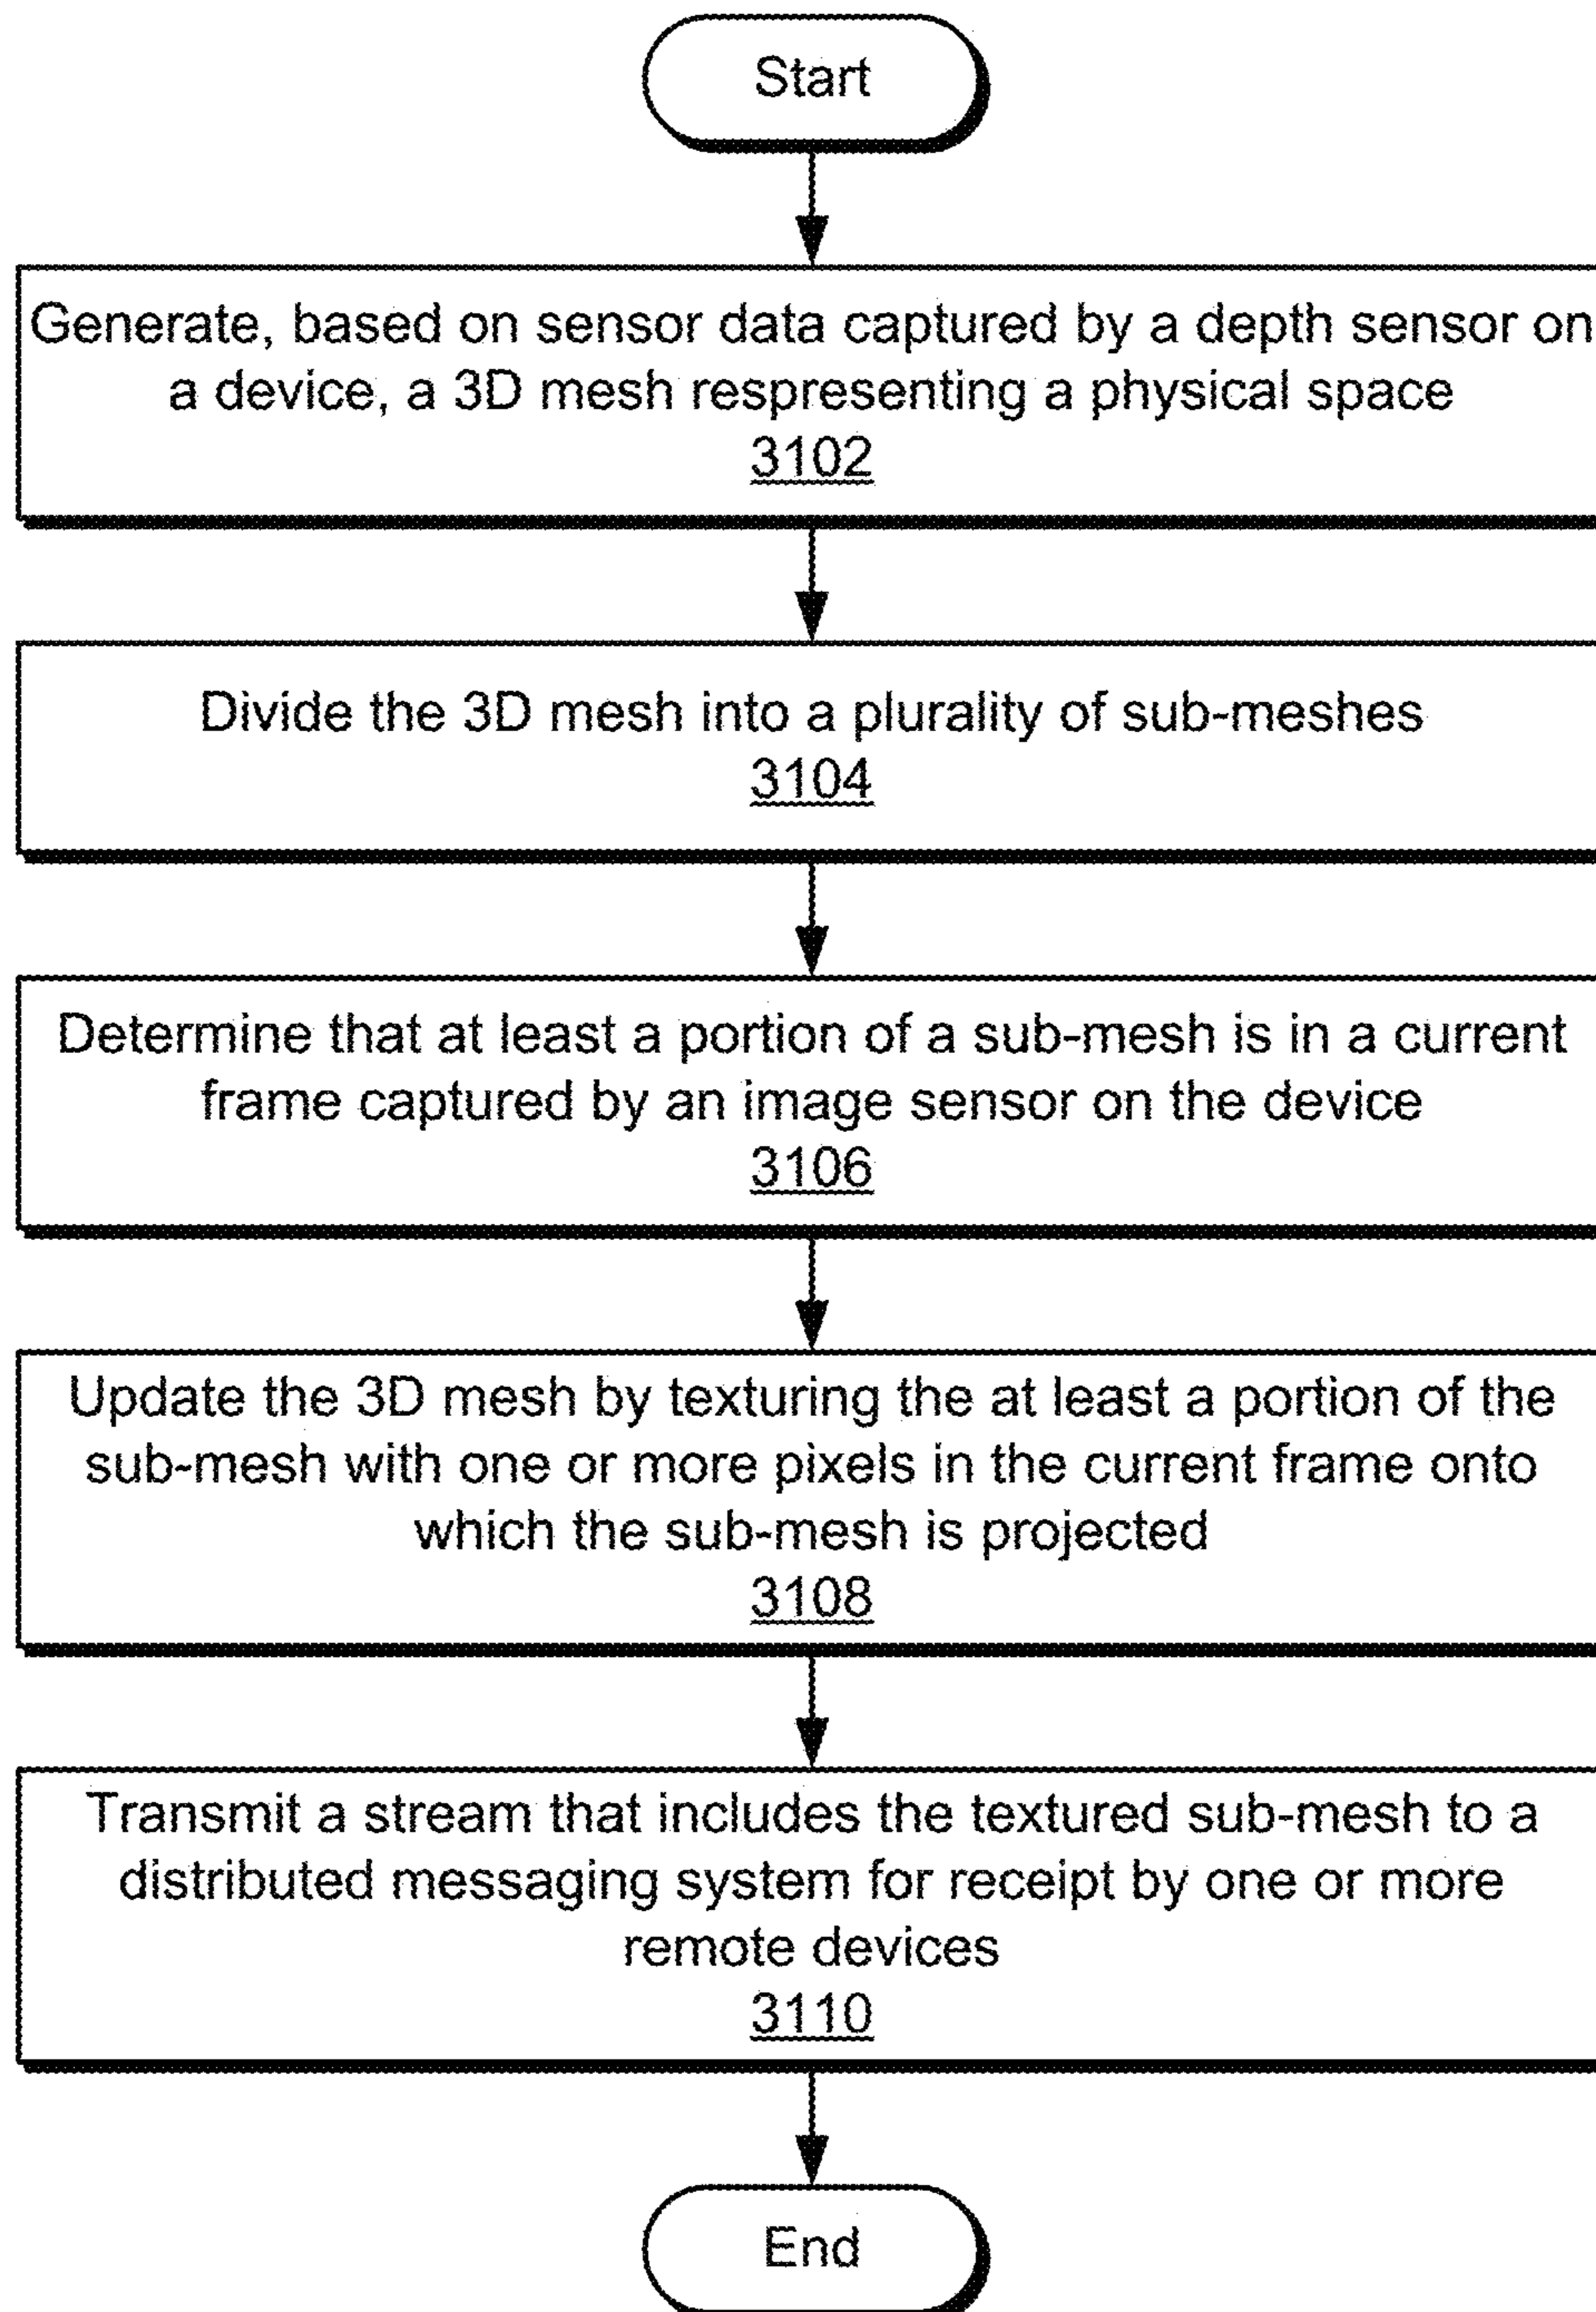 Start
Generate, based on sensor data captured by a depth sensor on
a device, a 3D mesh respresenting a physical space
3102
Divide the 3D mesh into a plurality of sub-meshes
3104
Determine that at least a portion of a sub-mesh is in a current
frame captured by an image sensor on the device
3106
Update the 3D mesh by texturing the at least a portion of the
sub-mesh with one or more pixels in the current frame onto
which the sub-mesh is projected
3108
Transmit a stream that includes the textured sub-mesh to a
distributed messaging system for receipt by one or more
remote devices
3110
End